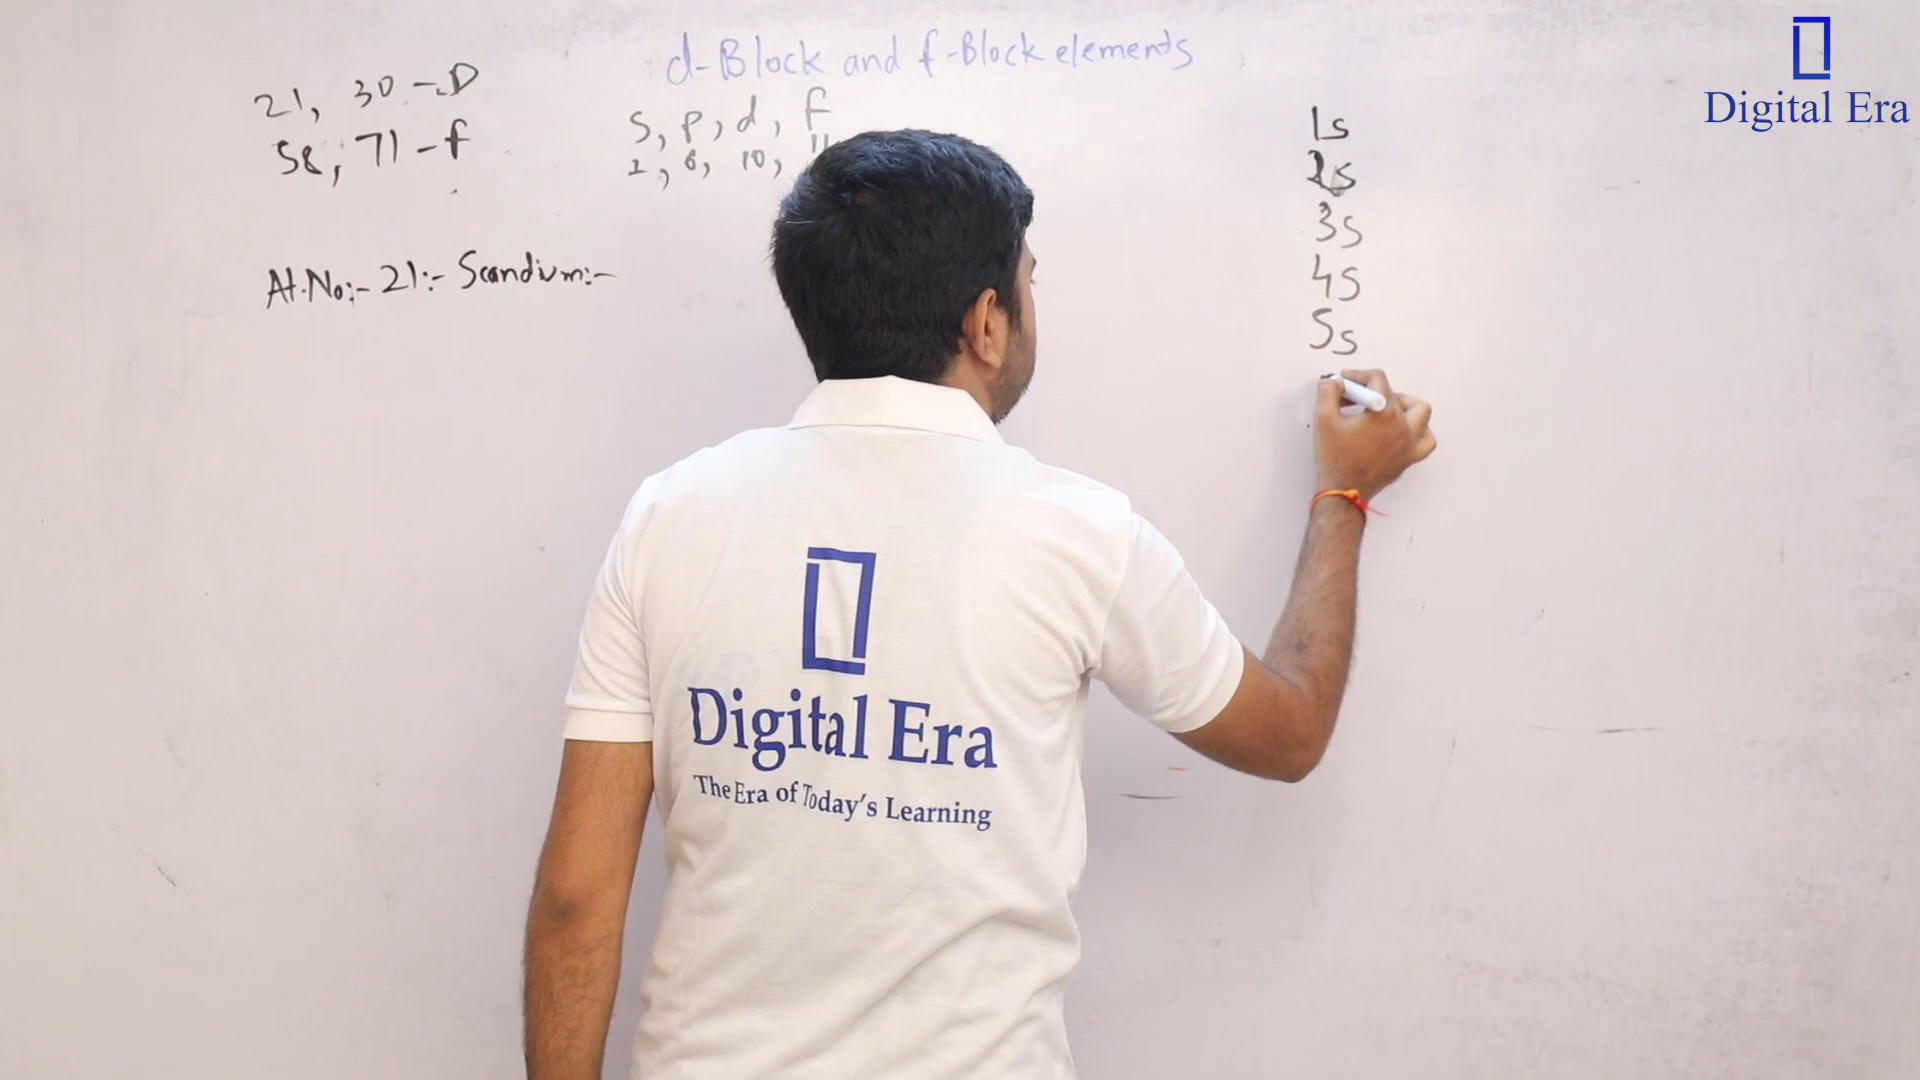 d-Block and f-Block elements
21, 30 - D
58, 71 - f
s, p, d, f
2, 6, 10,
At.No:- 21:- Scandium:-
1s
2s
3s
4s
5s
Digital Era
Digital Era
The Era of Today's Learning